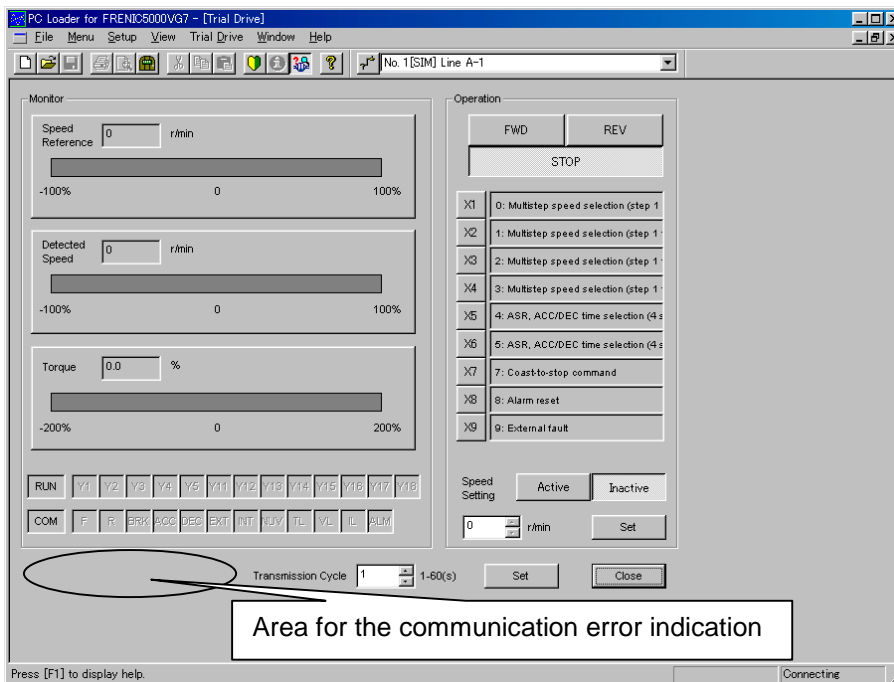 PC Loader for FRENIC5000VG7 - [Trial Drive]
File Menu Setup View Trial Drive Window Help
No. 1[SIM] Line A-1
Monitor
Speed Reference 0 r/min
-100% 0 100%
Detected Speed 0 r/min
-100% 0 100%
Torque 0.0 %
-200% 0 200%
RUN Y1 Y2 Y3 Y4 Y5 Y11 Y12 Y13 Y14 Y15 Y16 Y17 Y18
COM F R BRK ACC DEC EXT INT NUV TL VL IL ALM
Operation
FWD REV
STOP
X1 0: Multistep speed selection (step 1
X2 1: Multistep speed selection (step 1
X3 2: Multistep speed selection (step 1
X4 3: Multistep speed selection (step 1
X5 4: ASR, ACC/DEC time selection (4 s
X6 5: ASR, ACC/DEC time selection (4 s
X7 7: Coast-to-stop command
X8 8: Alarm reset
X9 9: External fault
Speed Setting Active Inactive
0 r/min Set
Transmission Cycle 1 1-60(s) Set Close
Area for the communication error indication
Press [F1] to display help. Connecting